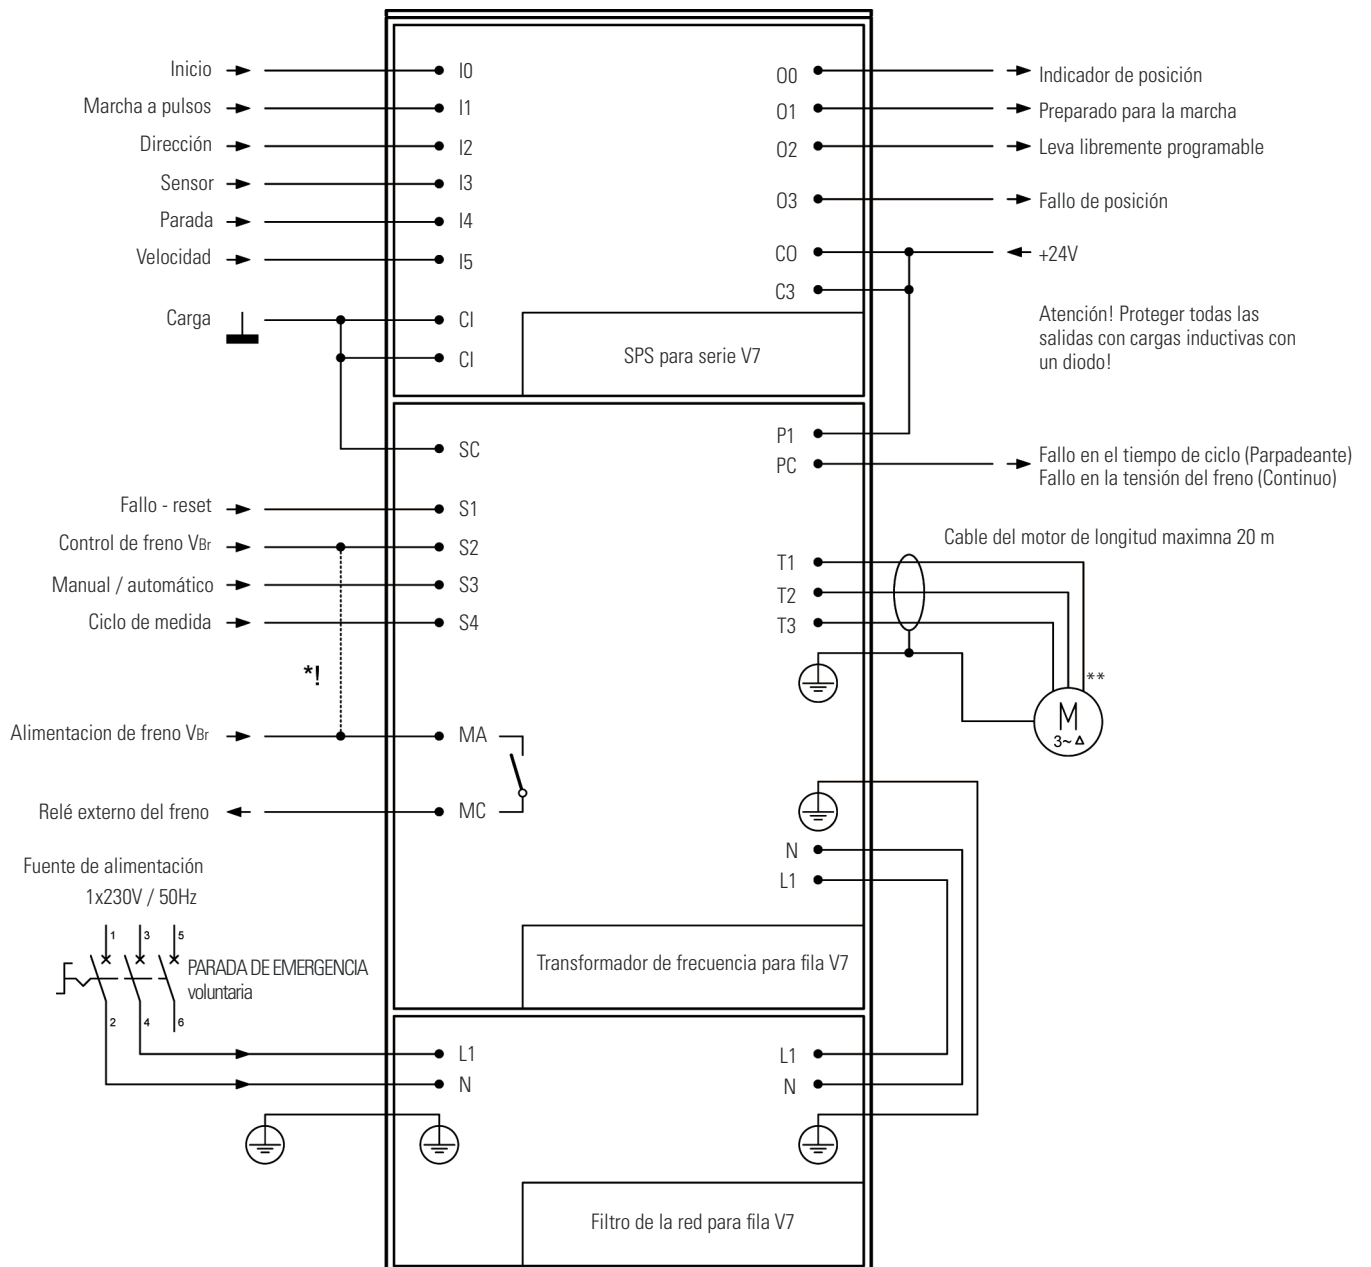 Inicio
I0
O0
Indicador de posición
Marcha a pulsos
I1
O1
Preparado para la marcha
Dirección
I2
O2
Leva libremente programable
Sensor
I3
O3
Fallo de posición
Parada
I4
Velocidad
I5
CO
+24V
C3
Carga
CI
CI
Atención! Proteger todas las
salidas con cargas inductivas con
un diodo!
SPS para serie V7
SC
P1
PC
Fallo en el tiempo de ciclo (Parpadeante)
Fallo en la tensión del freno (Continuo)
Fallo - reset
S1
Control de freno VBr
S2
Manual / automático
S3
Ciclo de medida
S4
Cable del motor de longitud maximna 20 m
T1
T2
T3
*!
**
M
3~ Δ
Alimentacion de freno VBr
MA
Relé externo del freno
MC
N
L1
Fuente de alimentación
1x230V / 50Hz
1 3 5
PARADA DE EMERGENCIA
voluntaria
2 4 6
Transformador de frecuencia para fila V7
L1
N
L1
N
Filtro de la red para fila V7